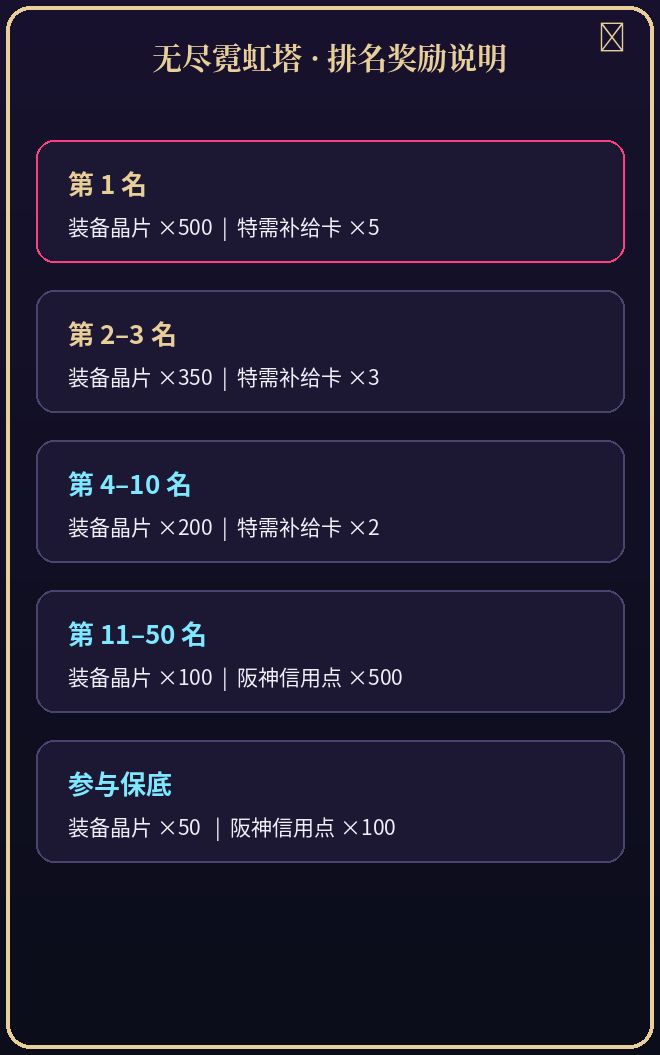 无尽霓虹塔 · 排名奖励说明
第 1 名
装备晶片 ×500｜特需补给卡 ×5
第 2–3 名
装备晶片 ×350｜特需补给卡 ×3
第 4–10 名
装备晶片 ×200｜特需补给卡 ×2
第 11–50 名
装备晶片 ×100｜阪神信用点 ×500
参与保底
装备晶片 ×50 ｜阪神信用点 ×100